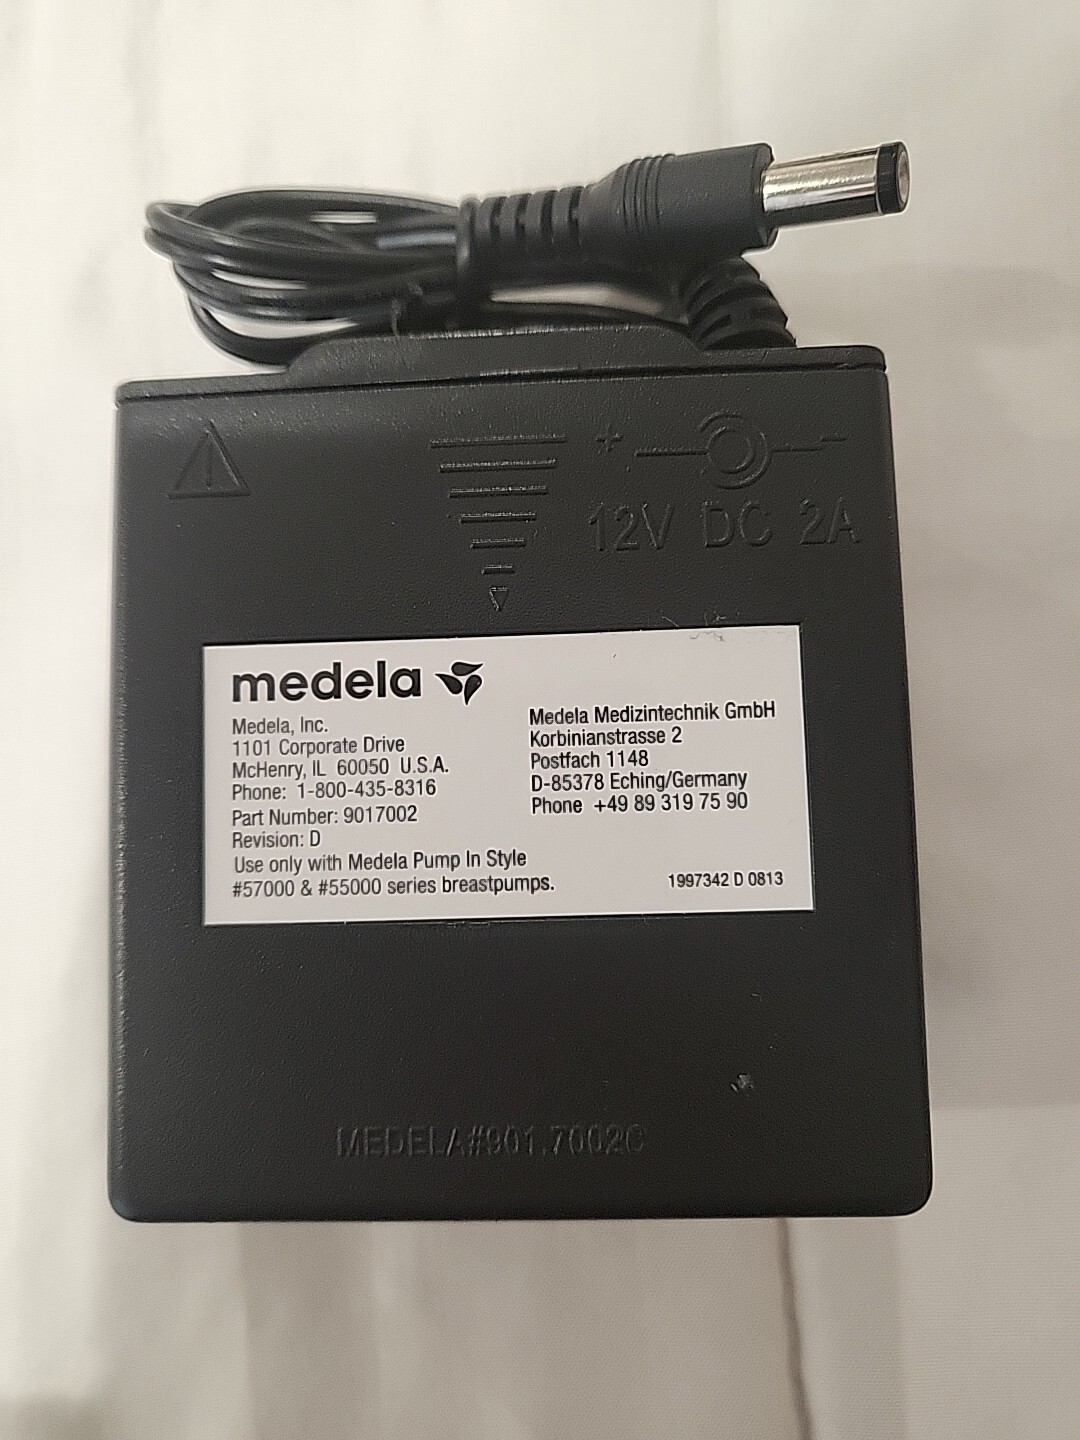 + -
12V DC 2A
medela
Medela, Inc.
1101 Corporate Drive
McHenry, IL 60050 U.S.A.
Phone: 1-800-435-8316
Part Number: 9017002
Revision: D
Use only with Medela Pump In Style
#57000 & #55000 series breastpumps.
Medela Medizintechnik GmbH
Korbinianstrasse 2
Postfach 1148
D-85378 Eching/Germany
Phone +49 89 319 75 90
1997342 D 0813
MEDELA#901.7002C